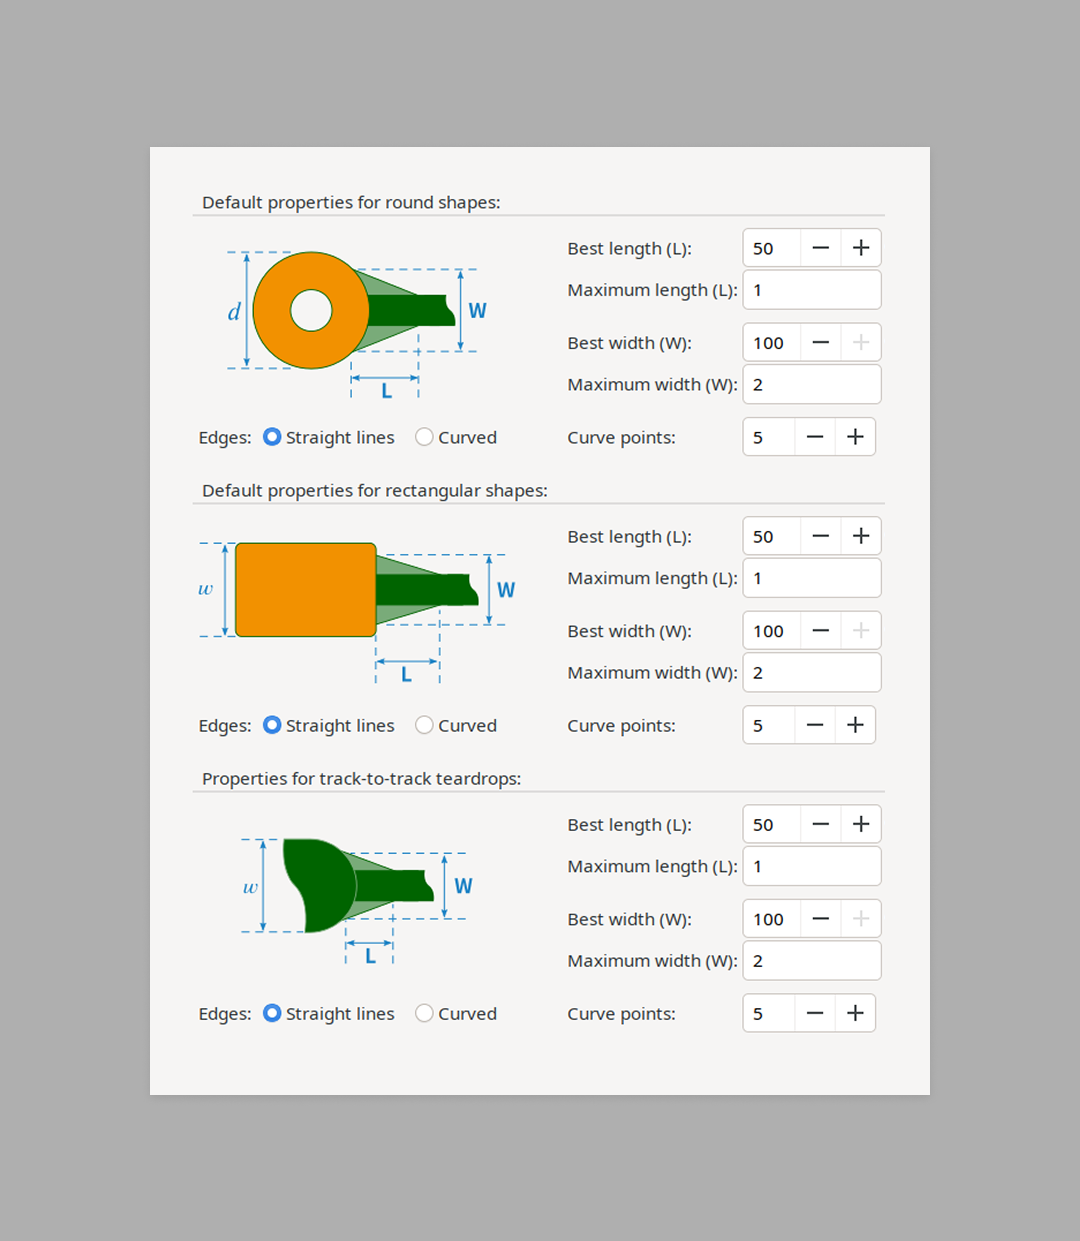 Default properties for round shapes:
Best length (L): 50
Maximum length (L): 1
d W
Best width (W): 100
Maximum width (W): 2
L
Edges: Straight lines Curved Curve points: 5
Default properties for rectangular shapes:
Best length (L): 50
Maximum length (L): 1
w W
Best width (W): 100
Maximum width (W): 2
L
Edges: Straight lines Curved Curve points: 5
Properties for track-to-track teardrops:
Best length (L): 50
Maximum length (L): 1
w W
Best width (W): 100
Maximum width (W): 2
L
Edges: Straight lines Curved Curve points: 5